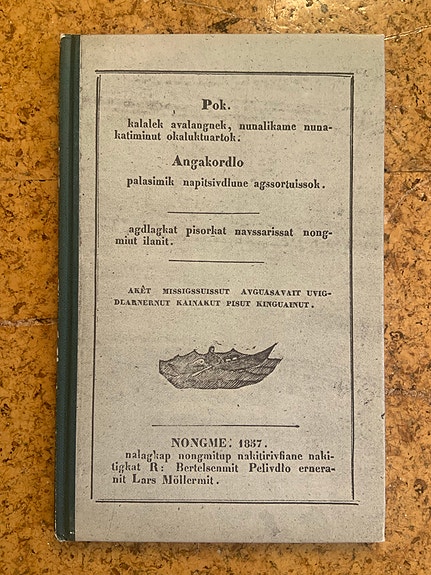 Pok.
kalalek avalangnek, nunalikame nuna-
katiminut okaluktuartok.
Angakordlo
palasimik napitsivdlune agssortuissok.
agdlagkat pisorkat navssarissat nong-
miut ilanit.
AKÊT MISSIGSSUISSUT AVGUASAVAIT UVIG-
DLARNERNUT KAINAKUT PISUT KINGUAINUT.
NONGME. 1857.
nalagkap nongmitup nakitirivfiane naki-
tigkat R: Bertelsenmit Pelivdlo ernera-
nit Lars Möllermit.